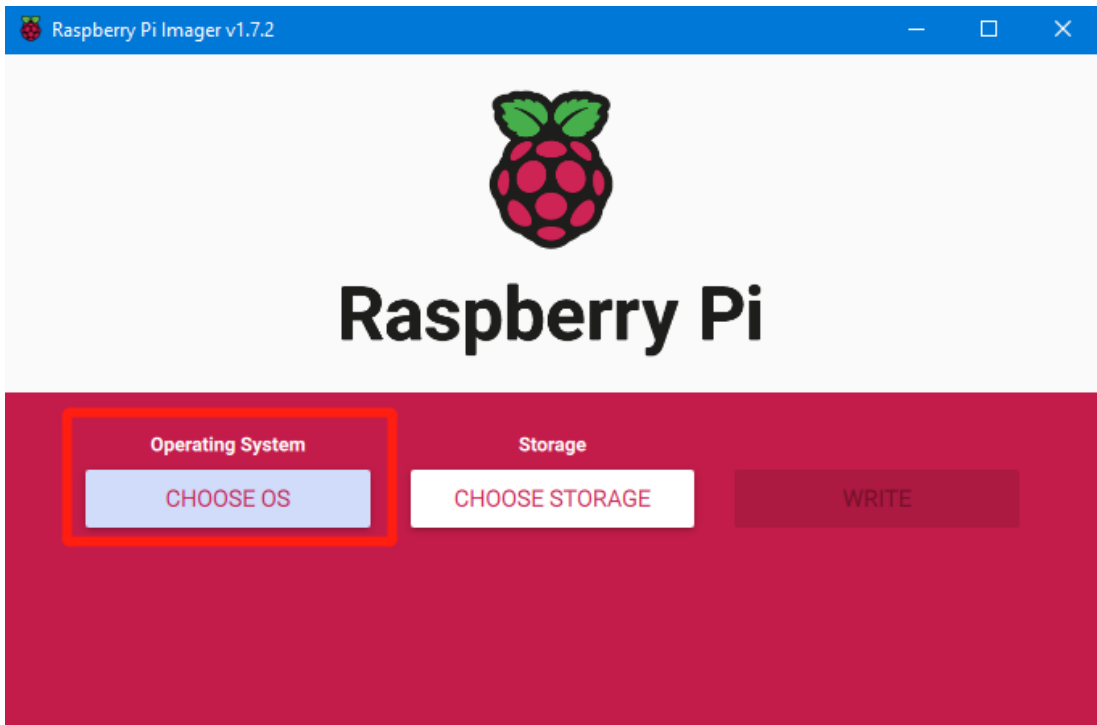 Raspberry Pi Imager v1.7.2
Raspberry Pi
Operating System
Storage
CHOOSE OS
CHOOSE STORAGE
WRITE